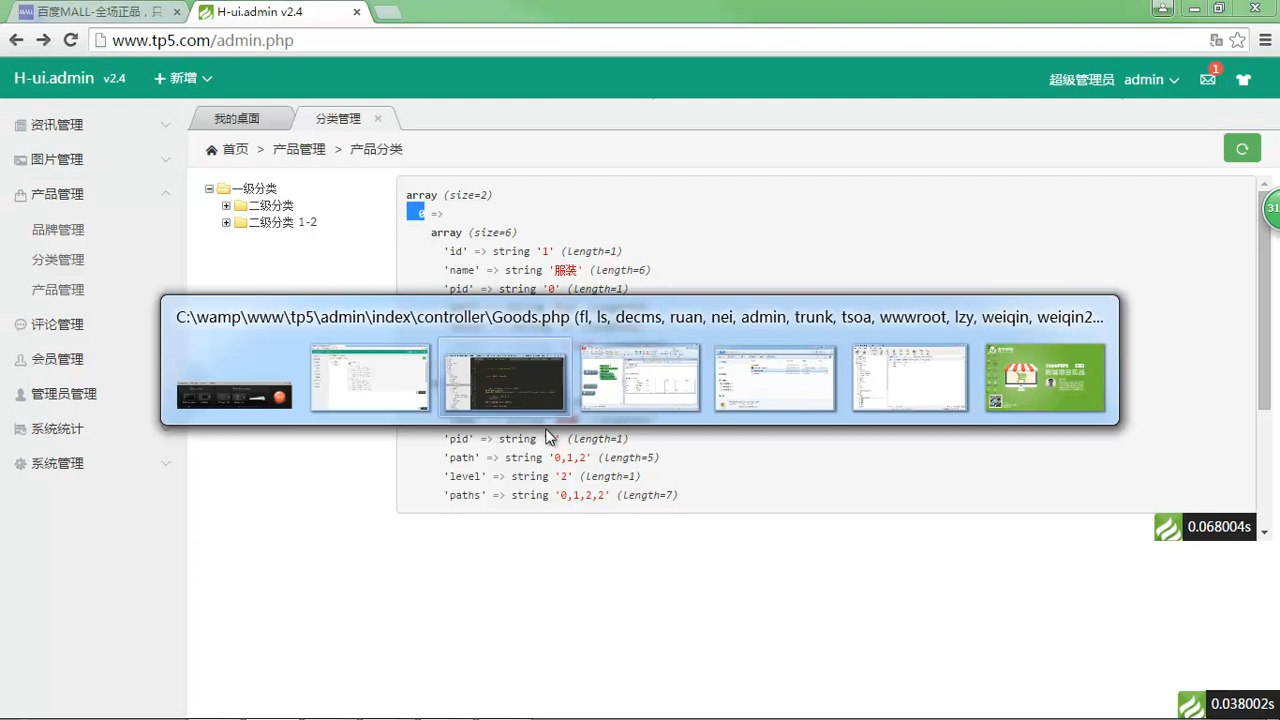 百度MALL-全场正品，只
H-ui.admin v2.4
www.tp5.com/admin.php
H-ui.admin v2.4
新增
超级管理员 admin
1
资讯管理
图片管理
产品管理
品牌管理
分类管理
产品管理
评论管理
会员管理
管理员管理
系统统计
系统管理
我的桌面
分类管理
首页 > 产品管理 > 产品分类
一级分类
二级分类
二级分类 1-2
array (size=2)
0 =>
array (size=6)
'id' => string '1' (length=1)
'name' => string '服装' (length=6)
'pid' => string '0' (length=1)
31
C:\wamp\www\tp5\admin\index\controller\Goods.php (fl, ls, decms, ruan, nei, admin, trunk, tsoa, wwwroot, lzy, weiqin, weiqin2...
'pid' => string (length=1)
'path' => string '0,1,2' (length=5)
'level' => string '2' (length=1)
'paths' => string '0,1,2,2' (length=7)
0.068004s
0.038002s